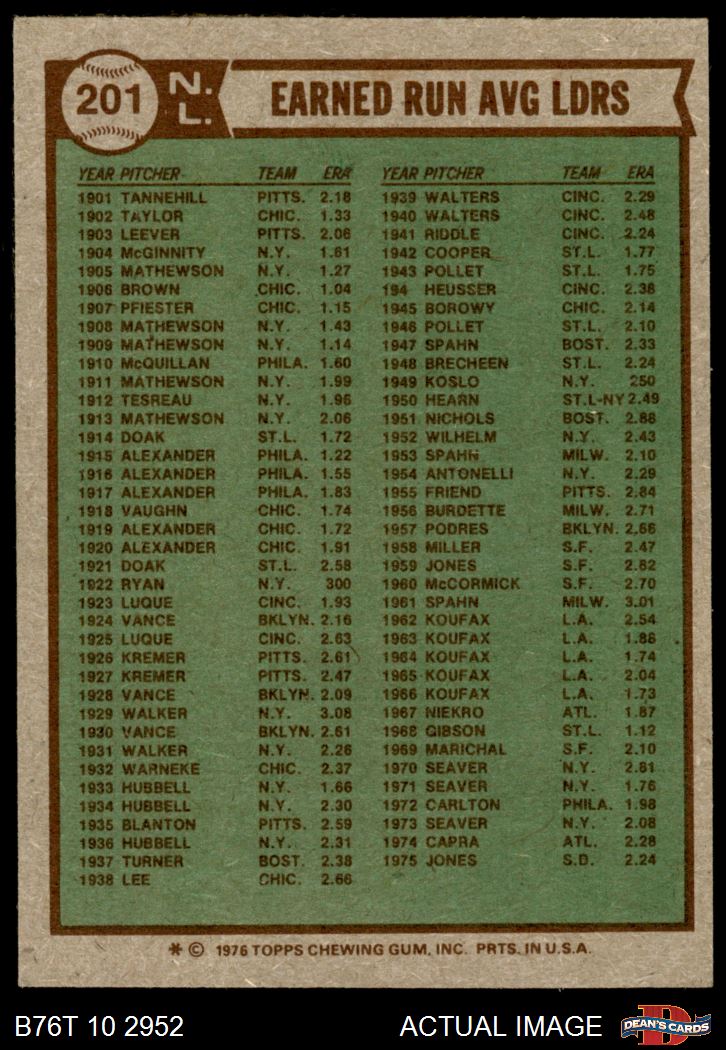 201 N.L. EARNED RUN AVG LDRS
YEAR PITCHER TEAM ERA
1901 TANNEHILL PITTS. 2.18
1902 TAYLOR CHIC. 1.33
1903 LEEVER PITTS. 2.06
1904 McGINNITY N.Y. 1.61
1905 MATHEWSON N.Y. 1.27
1906 BROWN CHIC. 1.04
1907 PFIESTER CHIC. 1.15
1908 MATHEWSON N.Y. 1.43
1909 MATHEWSON N.Y. 1.14
1910 McQUILLAN PHILA. 1.60
1911 MATHEWSON N.Y. 1.99
1912 TESREAU N.Y. 1.96
1913 MATHEWSON N.Y. 2.06
1914 DOAK ST.L. 1.72
1915 ALEXANDER PHILA. 1.22
1916 ALEXANDER PHILA. 1.55
1917 ALEXANDER PHILA. 1.83
1918 VAUGHN CHIC. 1.74
1919 ALEXANDER CHIC. 1.72
1920 ALEXANDER CHIC. 1.91
1921 DOAK ST.L. 2.58
1922 RYAN N.Y. 300
1923 LUQUE CINC. 1.93
1924 VANCE BKLYN. 2.16
1925 LUQUE CINC. 2.63
1926 KREMER PITTS. 2.61
1927 KREMER PITTS. 2.47
1928 VANCE BKLYN. 2.09
1929 WALKER N.Y. 3.08
1930 VANCE BKLYN. 2.61
1931 WALKER N.Y. 2.26
1932 WARNEKE CHIC. 2.37
1933 HUBBELL N.Y. 1.66
1934 HUBBELL N.Y. 2.30
1935 BLANTON PITTS. 2.59
1936 HUBBELL N.Y. 2.31
1937 TURNER BOST. 2.38
1938 LEE CHIC. 2.66
YEAR PITCHER TEAM ERA
1939 WALTERS CINC. 2.29
1940 WALTERS CINC. 2.48
1941 RIDDLE CINC. 2.24
1942 COOPER ST.L. 1.77
1943 POLLET ST.L. 1.75
194 HEUSSER CINC. 2.38
1945 BOROWY CHIC. 2.14
1946 POLLET ST.L. 2.10
1947 SPAHN BOST. 2.33
1948 BRECHEEN ST.L. 2.24
1949 KOSLO N.Y. 250
1950 HEARN ST.L-NY 2.49
1951 NICHOLS BOST. 2.88
1952 WILHELM N.Y. 2.43
1953 SPAHN MILW. 2.10
1954 ANTONELLI N.Y. 2.29
1955 FRIEND PITTS. 2.84
1956 BURDETTE MILW. 2.71
1957 PODRES BKLYN. 2.66
1958 MILLER S.F. 2.47
1959 JONES S.F. 2.82
1960 McCORMICK S.F. 2.70
1961 SPAHN MILW. 3.01
1962 KOUFAX L.A. 2.54
1963 KOUFAX L.A. 1.88
1964 KOUFAX L.A. 1.74
1965 KOUFAX L.A. 2.04
1966 KOUFAX L.A. 1.73
1967 NIEKRO ATL. 1.87
1968 GIBSON ST.L. 1.12
1969 MARICHAL S.F. 2.10
1970 SEAVER N.Y. 2.81
1971 SEAVER N.Y. 1.76
1972 CARLTON PHILA. 1.98
1973 SEAVER N.Y. 2.08
1974 CAPRA ATL. 2.28
1975 JONES S.D. 2.24
* © 1976 TOPPS CHEWING GUM, INC. PRTS. IN U.S.A.
B76T 10 2952 ACTUAL IMAGE D DEAN'S CARDS